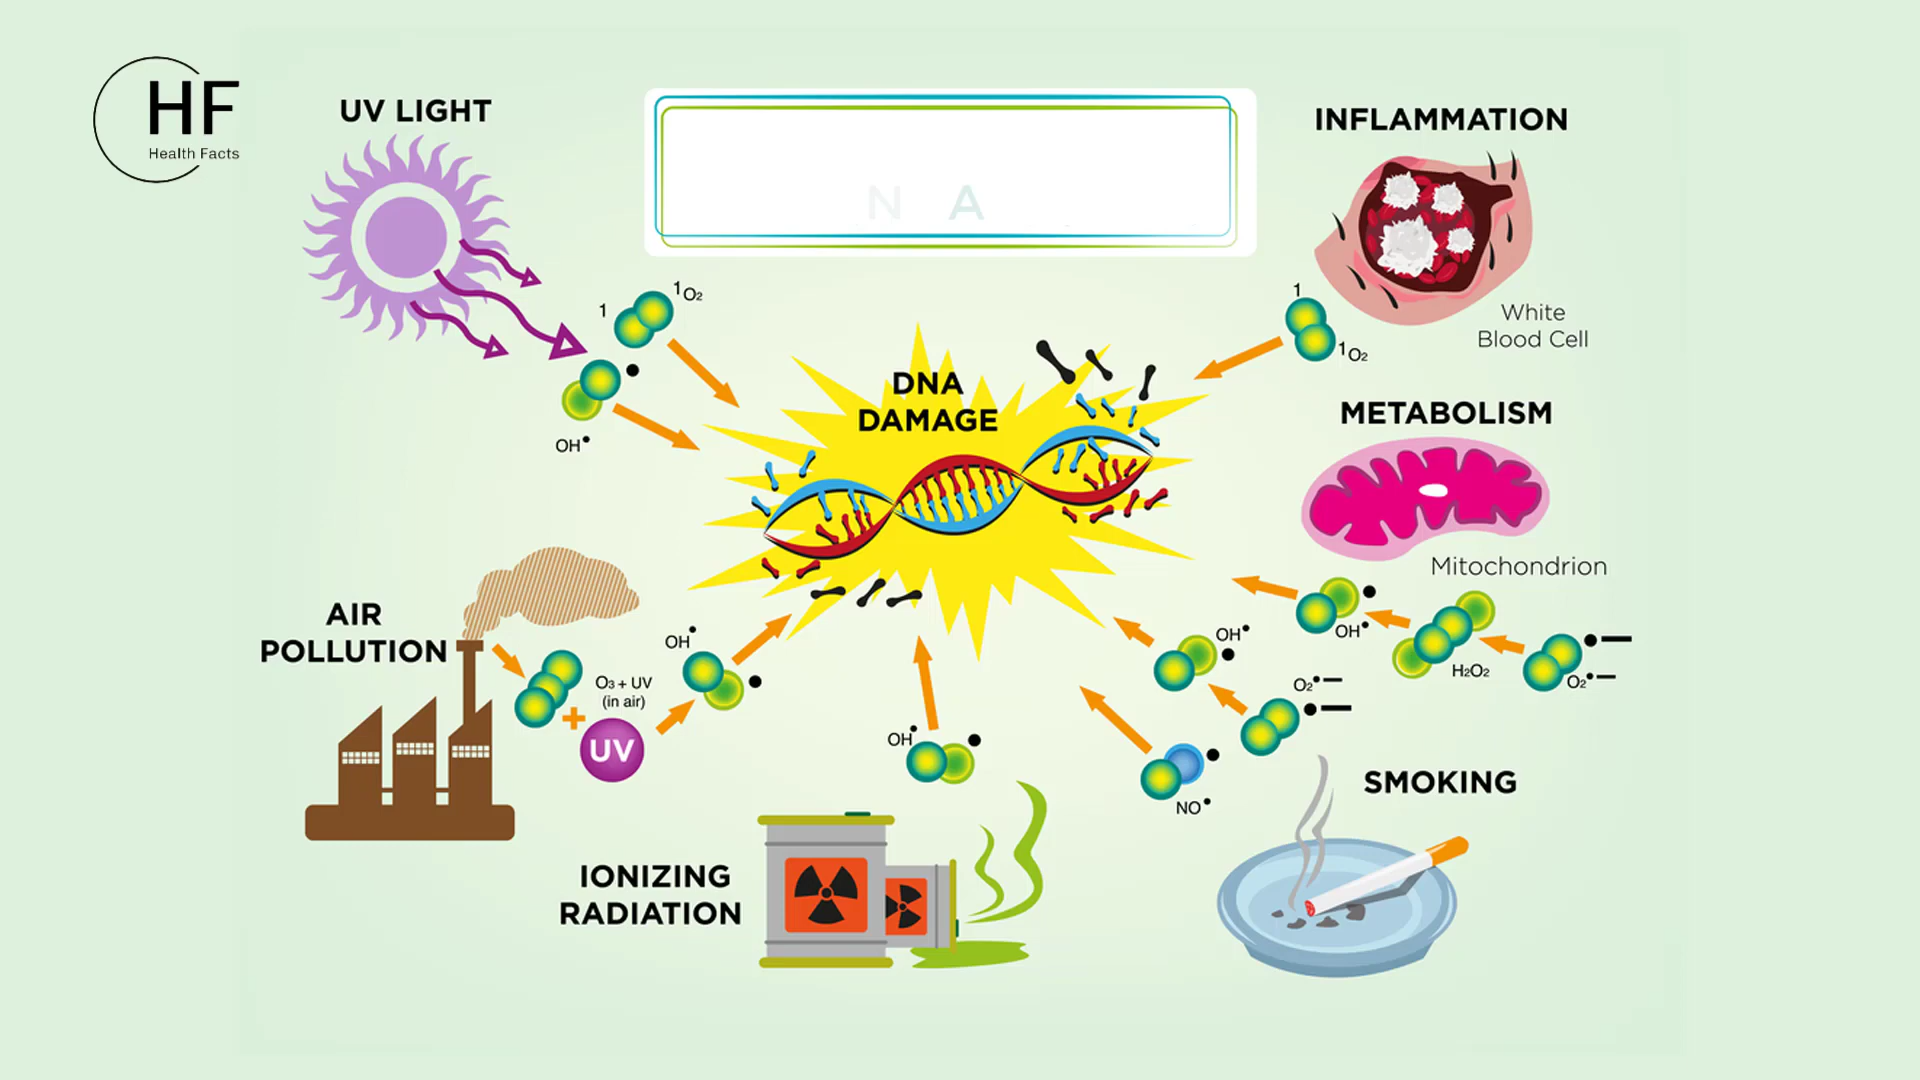 HF
Health Facts
UV LIGHT
N A
INFLAMMATION
White
Blood Cell
1
¹O₂
OH•
1
¹O₂
DNA
DAMAGE
METABOLISM
Mitochondrion
OH•
H₂O₂
O₂•—
AIR
POLLUTION
O₃ + UV
(in air)
+
UV
OH•
OH•
OH•
O₂•—
NO•
SMOKING
IONIZING
RADIATION